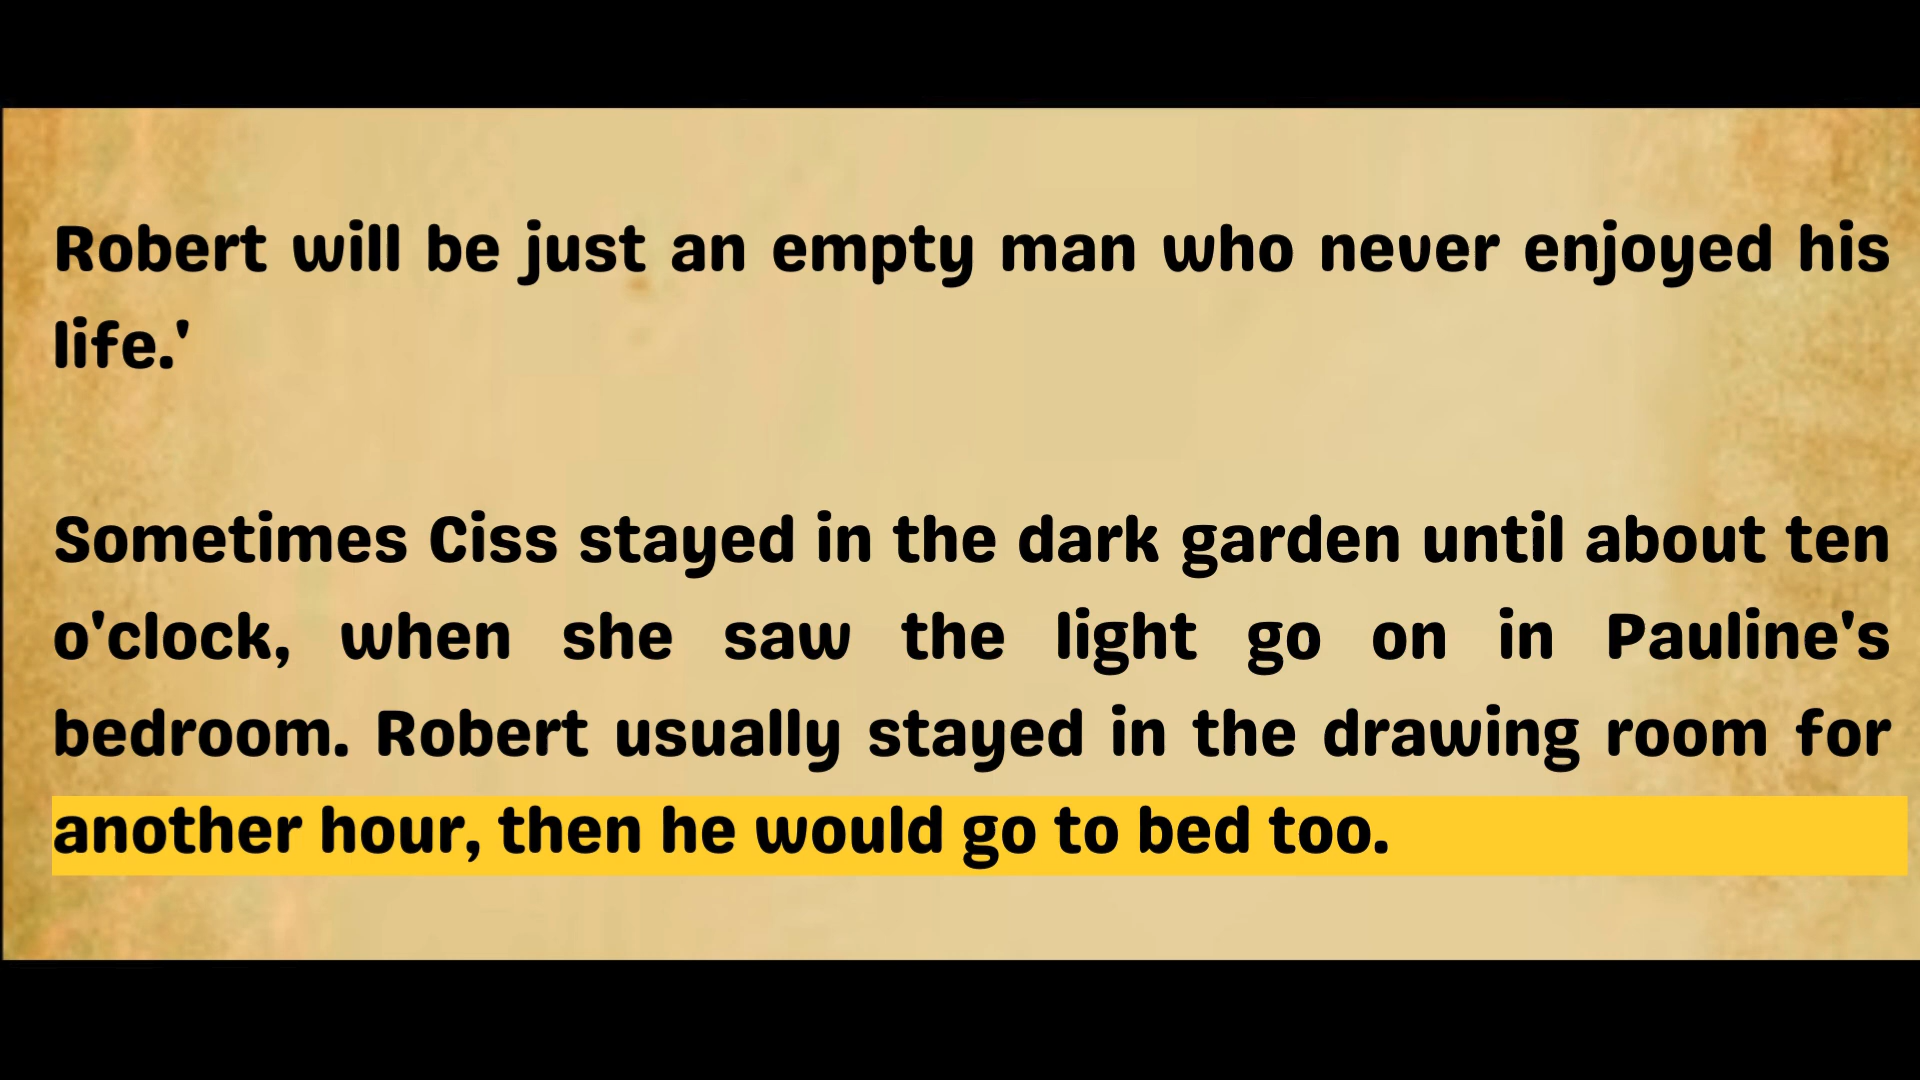 Robert will be just an empty man who never enjoyed his
life.'
Sometimes Ciss stayed in the dark garden until about ten
o'clock, when she saw the light go on in Pauline's
bedroom. Robert usually stayed in the drawing room for
another hour, then he would go to bed too.